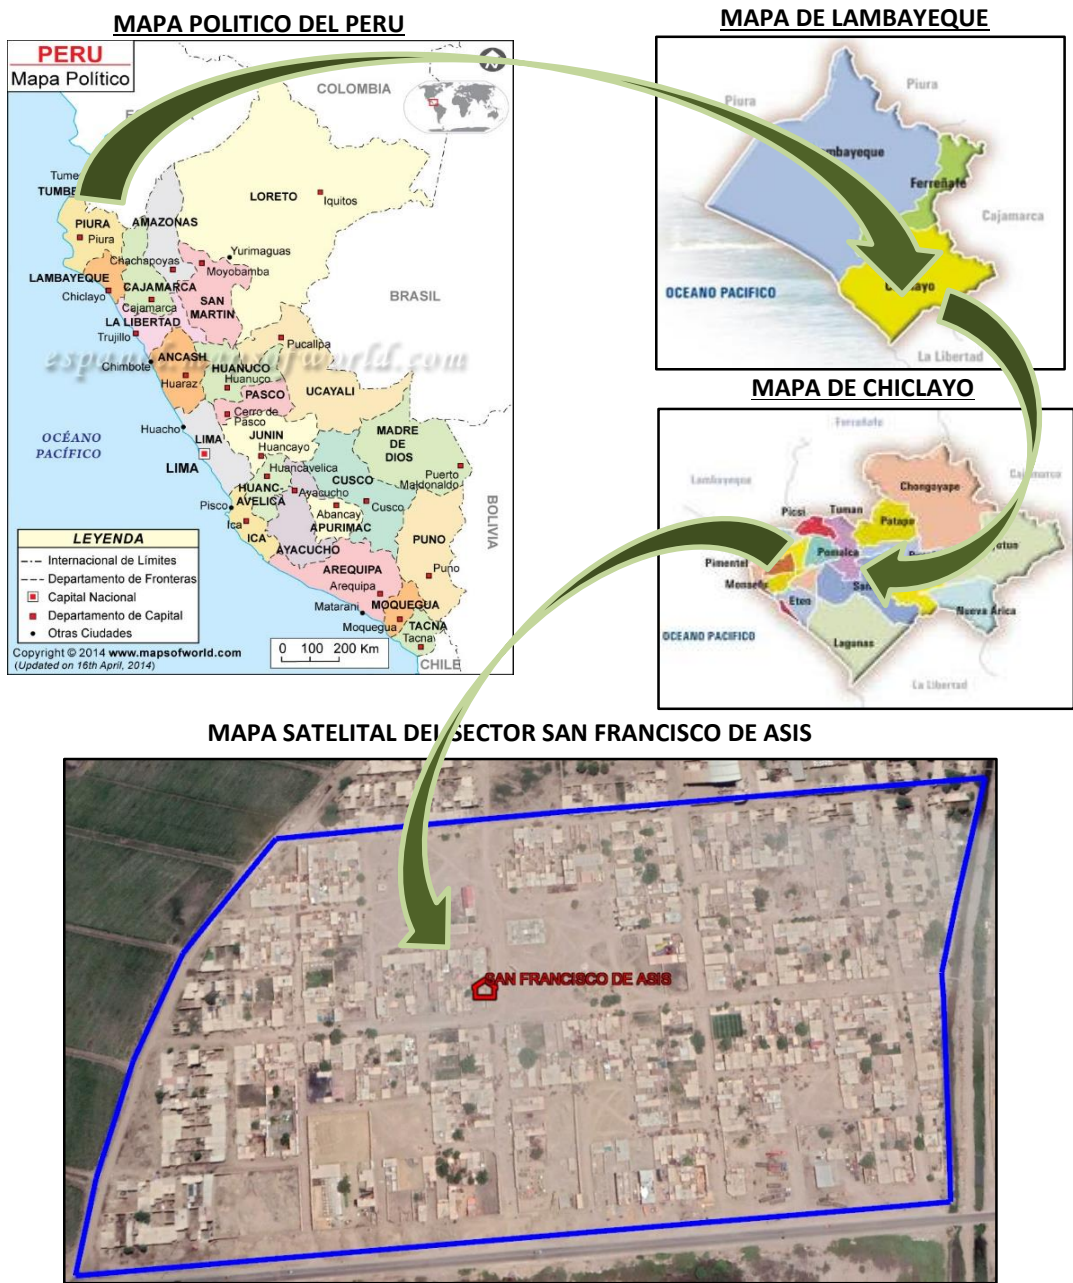 MAPA POLITICO DEL PERU
PERU
Mapa Político
COLOMBIA
TUMBE
LORETO
Iquitos
PIURA
Piura
AMAZONAS
Chachapoyas
Yurimaguas
Moyobamba
LAMBAYEQUE
Chiclayo
CAJAMARCA
Cajamarca
SAN
MARTIN
BRASIL
LA LIBERTAD
Trujillo
Pucallpa
Chimbote
ANCASH
Huaraz
HUANUCO
Huanuco
UCAYALI
PASCO
Cerro de
Pasco
Huacho
LIMA
LIMA
JUNIN
Huancayo
MADRE
DE
DIOS
OCÉANO
PACÍFICO
Huancavelica
HUANC-
AVELICA
Ayacucho
CUSCO
Cusco
Puerto
Maldonado
Pisco
Ica
ICA
Abancay
APURIMAC
AYACUCHO
PUNO
Puno
BOLIVIA
AREQUIPA
Arequipa
Matarani
MOQUEGUA
Moquegua
TACNA
Tacna
CHILE
LEYENDA
Internacional de Límites
Departamento de Fronteras
Capital Nacional
Departamento de Capital
Otras Ciudades
0 100 200 Km
Copyright © 2014 www.mapsofworld.com
(Updated on 16th April, 2014)
MAPA DE LAMBAYEQUE
Piura
Piura
mbayeque
Ferreñafe
Cajamarca
OCEANO PACIFICO
La Libertad
MAPA DE CHICLAYO
Ferreñafe
Lambayeque
Cajamarca
Chongoyape
Picsi
Tuman
Patapo
Pomalca
Pimentel
Monsefu
Eten
Nueva Arica
OCEANO PACIFICO
Lagunas
La Libertad
MAPA SATELITAL DEL SECTOR SAN FRANCISCO DE ASIS
SAN FRANCISCO DE ASIS